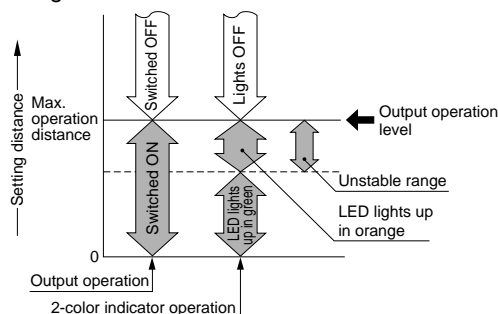 Switched OFF
Lights OFF
Setting distance
Max.
operation
distance
Output operation
level
Switched ON
Unstable range
LED lights
up in green
LED lights up
in orange
0
Output operation
2-color indicator operation